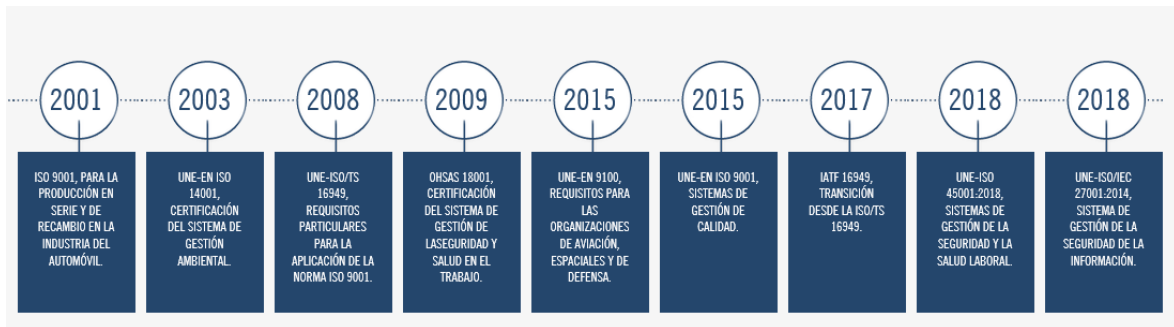 2001
2003
2008
2009
2015
2015
2017
2018
2018
ISO 9001, PARA LA
PRODUCCIÓN EN
SERIE Y DE
RECAMBIO EN LA
INDUSTRIA DEL
AUTOMÓVIL.
UNE-EN ISO
14001,
CERTIFICACIÓN
DEL SISTEMA DE
GESTIÓN
AMBIENTAL.
UNE-ISO/TS
16949,
REQUISITOS
PARTICULARES
PARA LA
APLICACIÓN DE LA
NORMA ISO 9001.
OHSAS 18001,
CERTIFICACIÓN
DEL SISTEMA DE
GESTIÓN DE
LASEGURIDAD Y
SALUD EN EL
TRABAJO.
UNE-EN 9100,
REQUISITOS PARA
LAS
ORGANIZACIONES
DE AVIACIÓN,
ESPACIALES Y DE
DEFENSA.
UNE-EN ISO 9001,
SISTEMAS DE
GESTIÓN DE
CALIDAD.
IATF 16949,
TRANSICIÓN
DESDE LA ISO/TS
16949.
UNE-ISO
45001:2018,
SISTEMAS DE
GESTIÓN DE LA
SEGURIDAD Y LA
SALUD LABORAL.
UNE-ISO/IEC
27001:2014,
SISTEMA DE
GESTIÓN DE LA
SEGURIDAD DE LA
INFORMACIÓN.